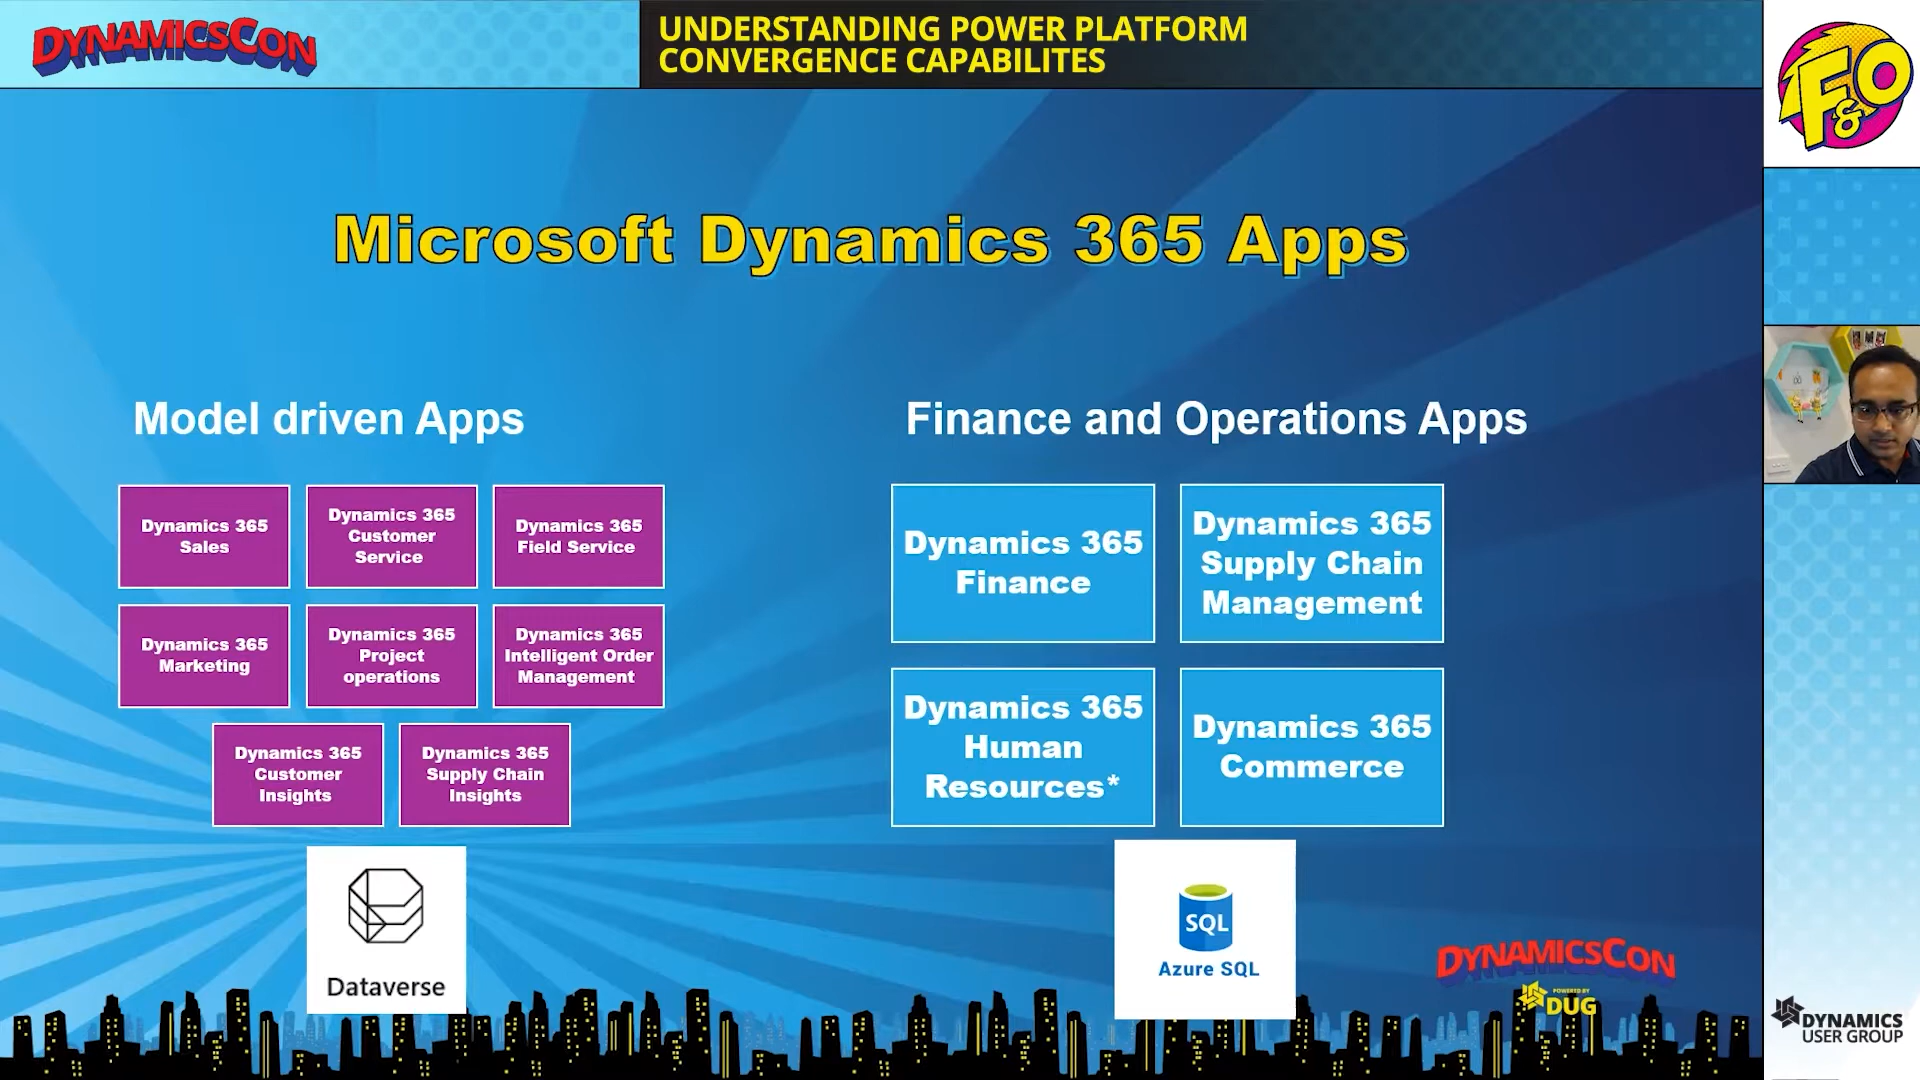 DYNAMICSCON
UNDERSTANDING POWER PLATFORM
CONVERGENCE CAPABILITES
F&O
Microsoft Dynamics 365 Apps
Model driven Apps
Dynamics 365
Sales
Dynamics 365
Customer
Service
Dynamics 365
Field Service
Dynamics 365
Marketing
Dynamics 365
Project
operations
Dynamics 365
Intelligent Order
Management
Dynamics 365
Customer
Insights
Dynamics 365
Supply Chain
Insights
Dataverse
Finance and Operations Apps
Dynamics 365
Finance
Dynamics 365
Supply Chain
Management
Dynamics 365
Human
Resources*
Dynamics 365
Commerce
SQL
Azure SQL
DYNAMICSCON
POWERED BY
DUG
DYNAMICS
USER GROUP